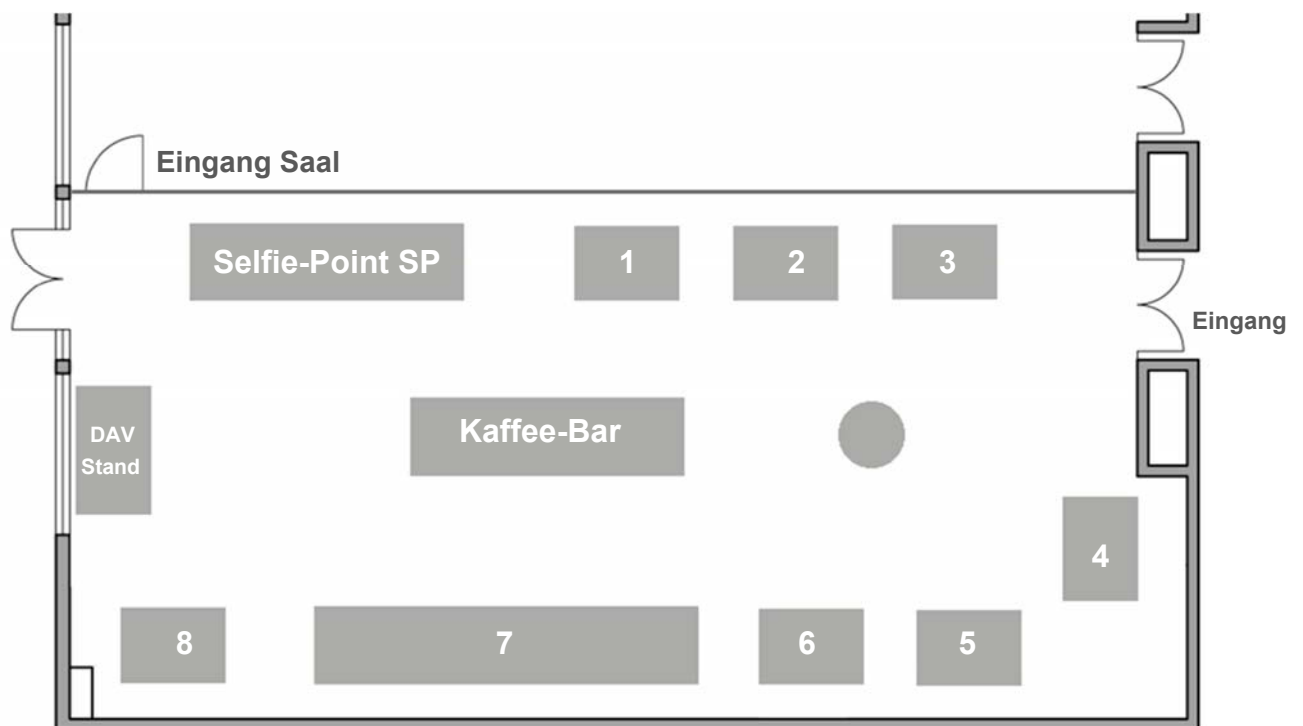 Eingang Saal
Selfie-Point SP
1
2
3
Eingang
DAV
Stand
Kaffee-Bar
4
8
7
6
5